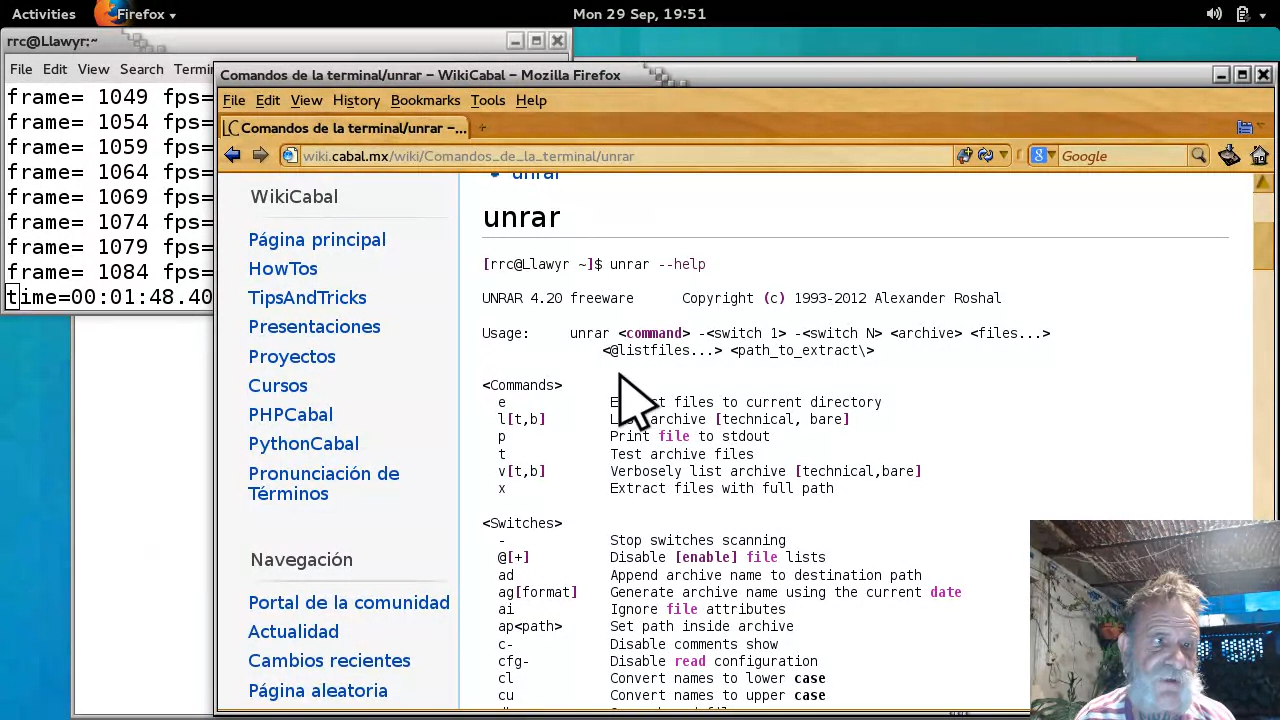 Activities
Firefox
Mon 29 Sep, 19:51
rrc@Llawyr:~
File Edit View Search
frame= 1049 fps=
frame= 1054 fps=
frame= 1059 fps=
frame= 1064 fps=
frame= 1069 fps=
frame= 1074 fps=
frame= 1079 fps=
frame= 1084 fps=
time=00:01:48.40
Comandos de la terminal/unrar – WikiCabal – Mozilla Firefox
File Edit View History Bookmarks Tools Help
Comandos de la terminal/unrar –...
wiki.cabal.mx/wiki/Comandos_de_la_terminal/unrar
Google
WikiCabal
Página principal
HowTos
TipsAndTricks
Presentaciones
Proyectos
Cursos
PHPCabal
PythonCabal
Pronunciación de
Términos
Navegación
Portal de la comunidad
Actualidad
Cambios recientes
Página aleatoria
unrar
unrar
[rrc@Llawyr ~]$ unrar --help
UNRAR 4.20 freeware Copyright (c) 1993-2012 Alexander Roshal
Usage: unrar <command> -<switch 1> -<switch N> <archive> <files...>
<@listfiles...> <path_to_extract\>
<Commands>
e files to current directory
l[t,b] archive [technical, bare]
p Print file to stdout
t Test archive files
v[t,b] Verbosely list archive [technical,bare]
x Extract files with full path
<Switches>
- Stop switches scanning
@[+] Disable [enable] file lists
ad Append archive name to destination path
ag[format] Generate archive name using the current date
ai Ignore file attributes
ap<path> Set path inside archive
c- Disable comments show
cfg- Disable read configuration
cl Convert names to lower case
cu Convert names to upper case